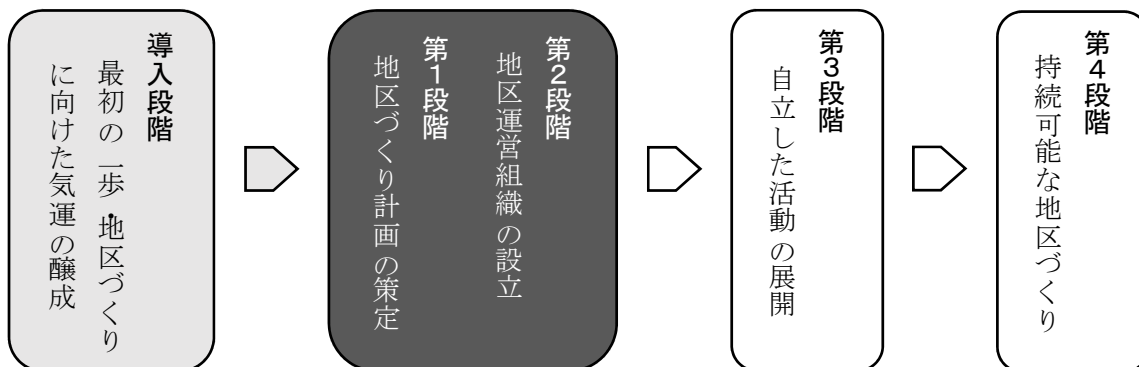 導入段階
最初の一歩・地区づくり
に向けた気運の醸成
第2段階
地区運営組織の設立
第1段階
地区づくり計画の策定
第3段階
自立した活動の展開
第4段階
持続可能な地区づくり